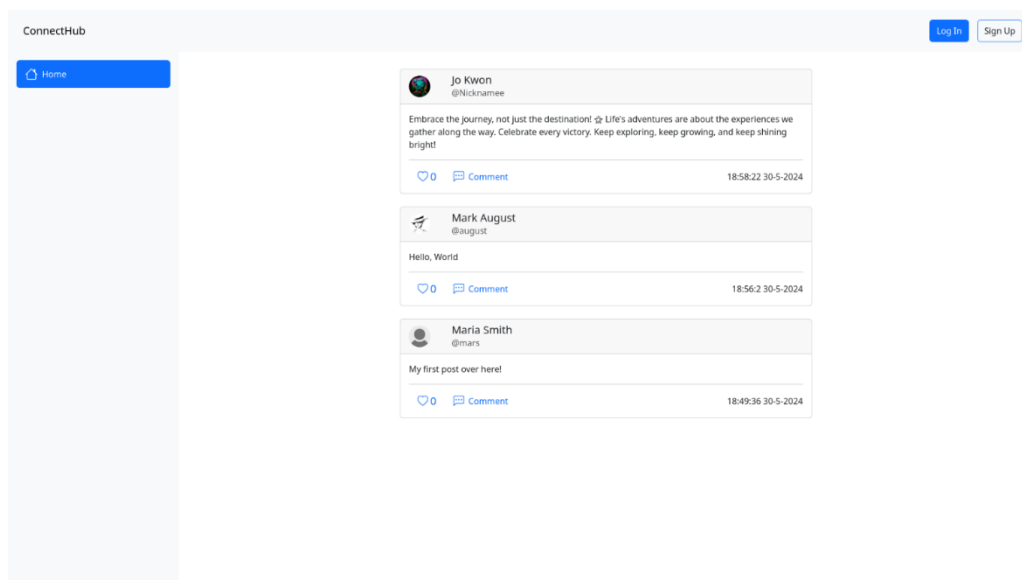 ConnectHub
Log In
Sign Up
Home
Jo Kwon
@Nicknamee
Embrace the journey, not just the destination! ☆ Life's adventures are about the experiences we
gather along the way. Celebrate every victory. Keep exploring, keep growing, and keep shining
bright!
0 Comment 18:58:22 30-5-2024
Mark August
@august
Hello, World
0 Comment 18:56:2 30-5-2024
Maria Smith
@mars
My first post over here!
0 Comment 18:49:36 30-5-2024